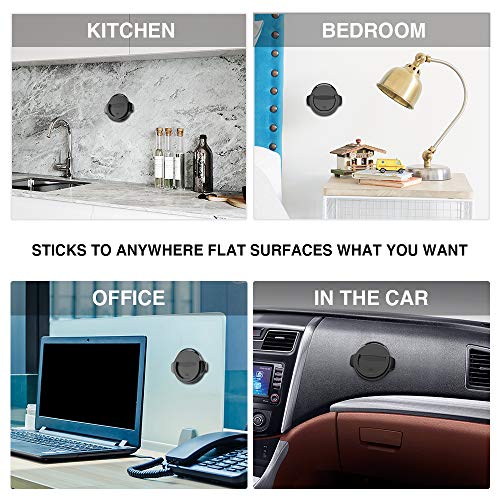 KITCHEN
BEDROOM
STICKS TO ANYWHERE FLAT SURFACES WHAT YOU WANT
OFFICE
IN THE CAR